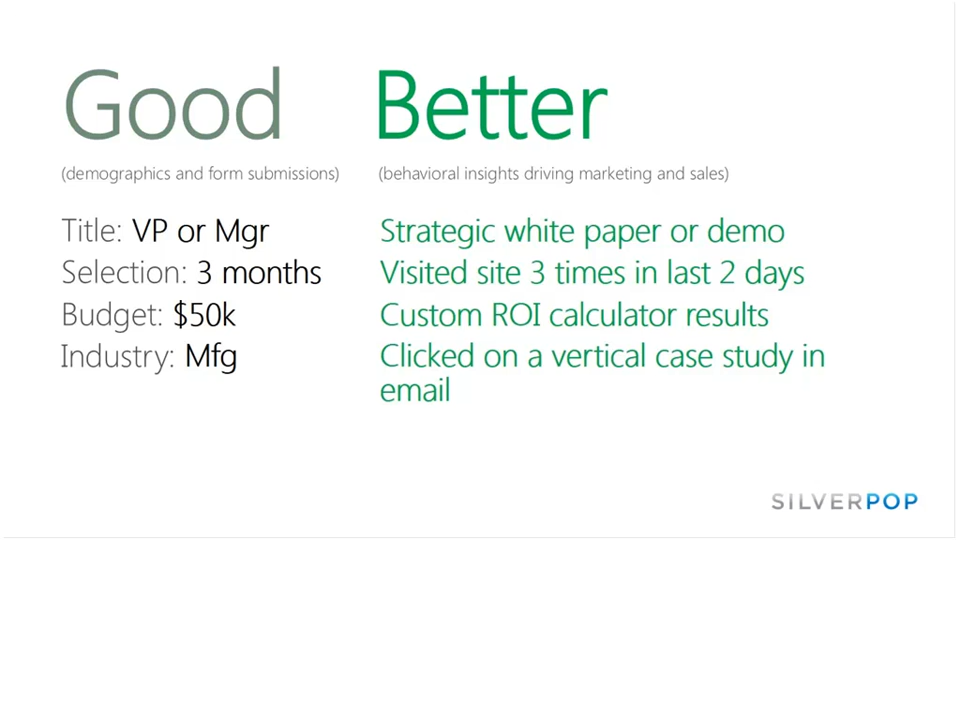 Good
(demographics and form submissions)
Title: VP or Mgr
Selection: 3 months
Budget: $50k
Industry: Mfg
Better
(behavioral insights driving marketing and sales)
Strategic white paper or demo
Visited site 3 times in last 2 days
Custom ROI calculator results
Clicked on a vertical case study in
email
SILVERPOP